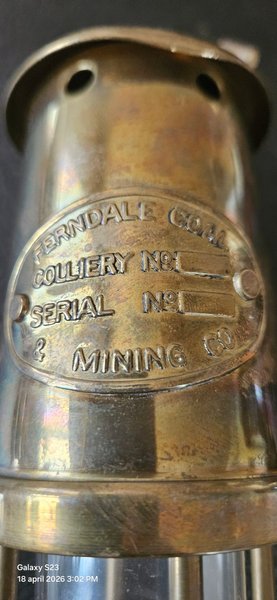 FERNDALE COAL
COLLIERY No
SERIAL No
& MINING CO
Galaxy S23
18 april 2026 3:02 PM